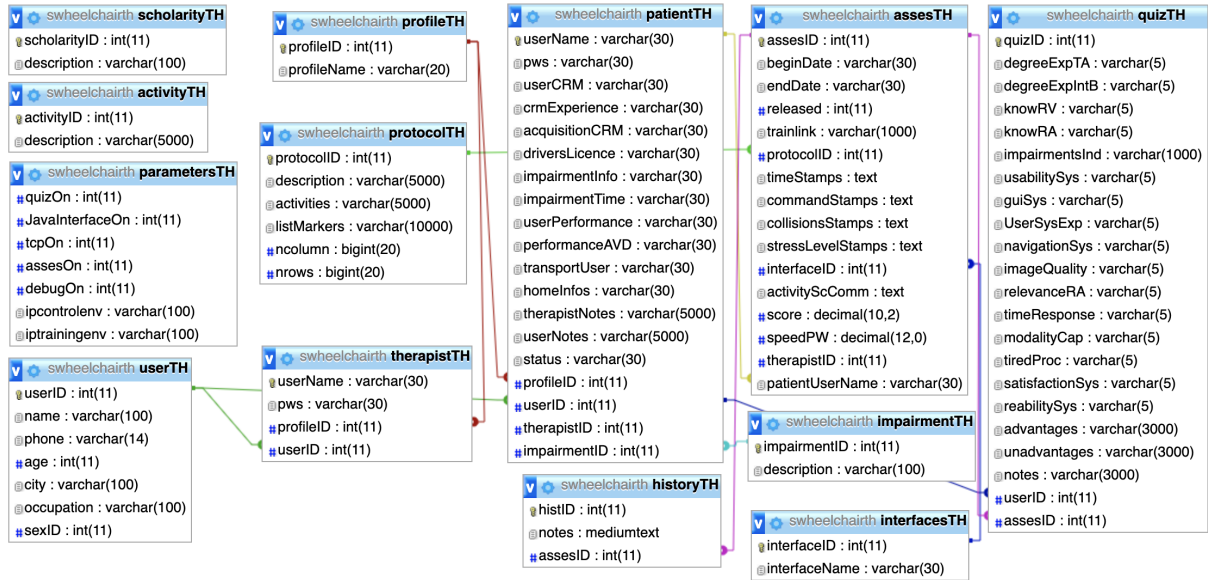 swheelchairth scholarityTH
scholarityID : int(11)
description : varchar(100)
swheelchairth activityTH
activityID : int(11)
description : varchar(5000)
swheelchairth parametersTH
quizOn : int(11)
JavaInterfaceOn : int(11)
tcpOn : int(11)
assesOn : int(11)
debugOn : int(11)
ipcontrolenv : varchar(100)
iptrainingenv : varchar(100)
swheelchairth userTH
userID : int(11)
name : varchar(100)
phone : varchar(14)
age : int(11)
city : varchar(100)
occupation : varchar(100)
sexID : int(11)
swheelchairth profileTH
profileID : int(11)
profileName : varchar(20)
swheelchairth protocolTH
protocolID : int(11)
description : varchar(5000)
activities : varchar(5000)
listMarkers : varchar(10000)
ncolumn : bigint(20)
nrows : bigint(20)
swheelchairth therapistTH
userName : varchar(30)
pws : varchar(30)
profileID : int(11)
userID : int(11)
swheelchairth patientTH
userName : varchar(30)
pws : varchar(30)
userCRM : varchar(30)
crmExperience : varchar(30)
acquisitionCRM : varchar(30)
driversLicence : varchar(30)
impairmentInfo : varchar(30)
impairmentTime : varchar(30)
userPerformance : varchar(30)
performanceAVD : varchar(30)
transportUser : varchar(30)
homeInfos : varchar(30)
therapistNotes : varchar(5000)
userNotes : varchar(5000)
status : varchar(30)
profileID : int(11)
userID : int(11)
therapistID : int(11)
impairmentID : int(11)
swheelchairth historyTH
histID : int(11)
notes : mediumtext
assesID : int(11)
swheelchairth assesTH
assesID : int(11)
beginDate : varchar(30)
endDate : varchar(30)
released : int(11)
trainlink : varchar(1000)
protocolID : int(11)
timeStamps : text
commandStamps : text
collisionsStamps : text
stressLevelStamps : text
interfaceID : int(11)
activityScComm : text
score : decimal(10,2)
speedPW : decimal(12,0)
therapistID : int(11)
patientUserName : varchar(30)
swheelchairth impairmentTH
impairmentID : int(11)
description : varchar(100)
swheelchairth interfacesTH
interfaceID : int(11)
interfaceName : varchar(30)
swheelchairth quizTH
quizID : int(11)
degreeExpTA : varchar(5)
degreeExpIntB : varchar(5)
knowRV : varchar(5)
knowRA : varchar(5)
impairmentsInd : varchar(1000)
usabilitySys : varchar(5)
guiSys : varchar(5)
UserSysExp : varchar(5)
navigationSys : varchar(5)
imageQuality : varchar(5)
relevanceRA : varchar(5)
timeResponse : varchar(5)
modalityCap : varchar(5)
tiredProc : varchar(5)
satisfactionSys : varchar(5)
reabilitySys : varchar(5)
advantages : varchar(3000)
unadvantages : varchar(3000)
notes : varchar(3000)
userID : int(11)
assesID : int(11)